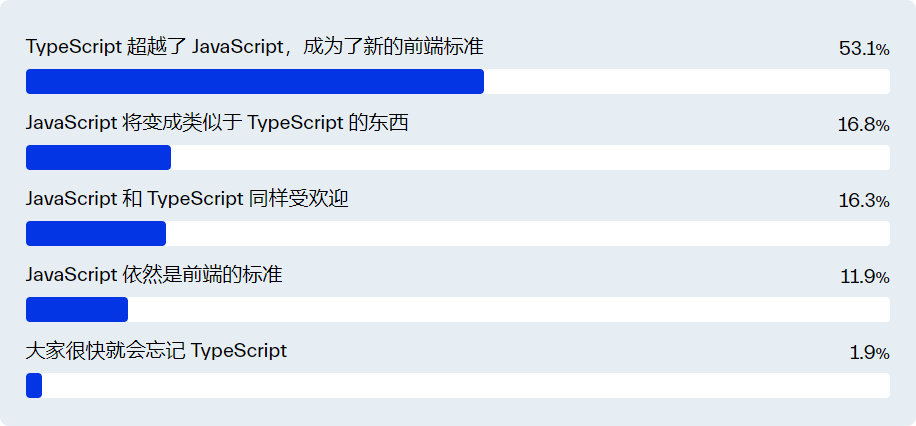 TypeScript 超越了 JavaScript，成为了新的前端标准
53.1%
JavaScript 将变成类似于 TypeScript 的东西
16.8%
JavaScript 和 TypeScript 同样受欢迎
16.3%
JavaScript 依然是前端的标准
11.9%
大家很快就会忘记 TypeScript
1.9%